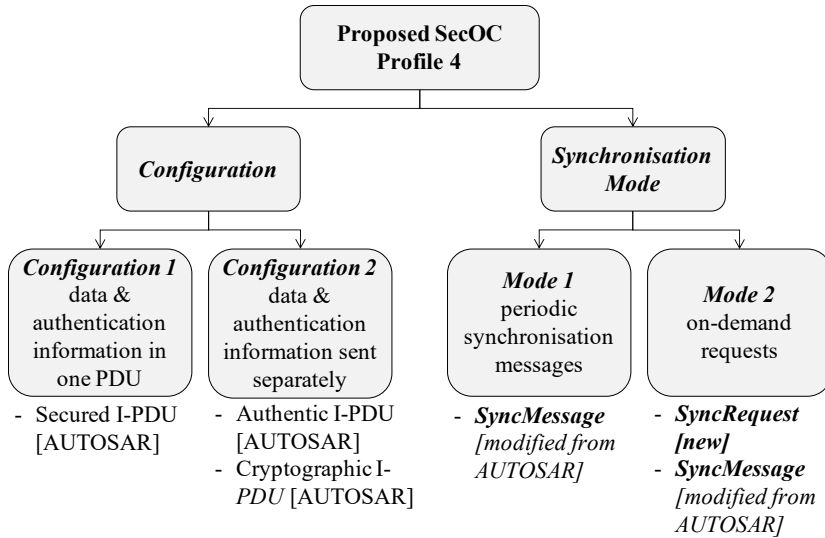 Proposed SecOC
Profile 4
Configuration
Synchronisation
Mode
Configuration 1
data &
authentication
information in
one PDU
Configuration 2
data &
authentication
information sent
separately
Mode 1
periodic
synchronisation
messages
Mode 2
on-demand
requests
- Secured I-PDU
[AUTOSAR]
- Authentic I-PDU
[AUTOSAR]
- Cryptographic I-
PDU [AUTOSAR]
- SyncMessage
[modified from
AUTOSAR]
- SyncRequest
[new]
- SyncMessage
[modified from
AUTOSAR]